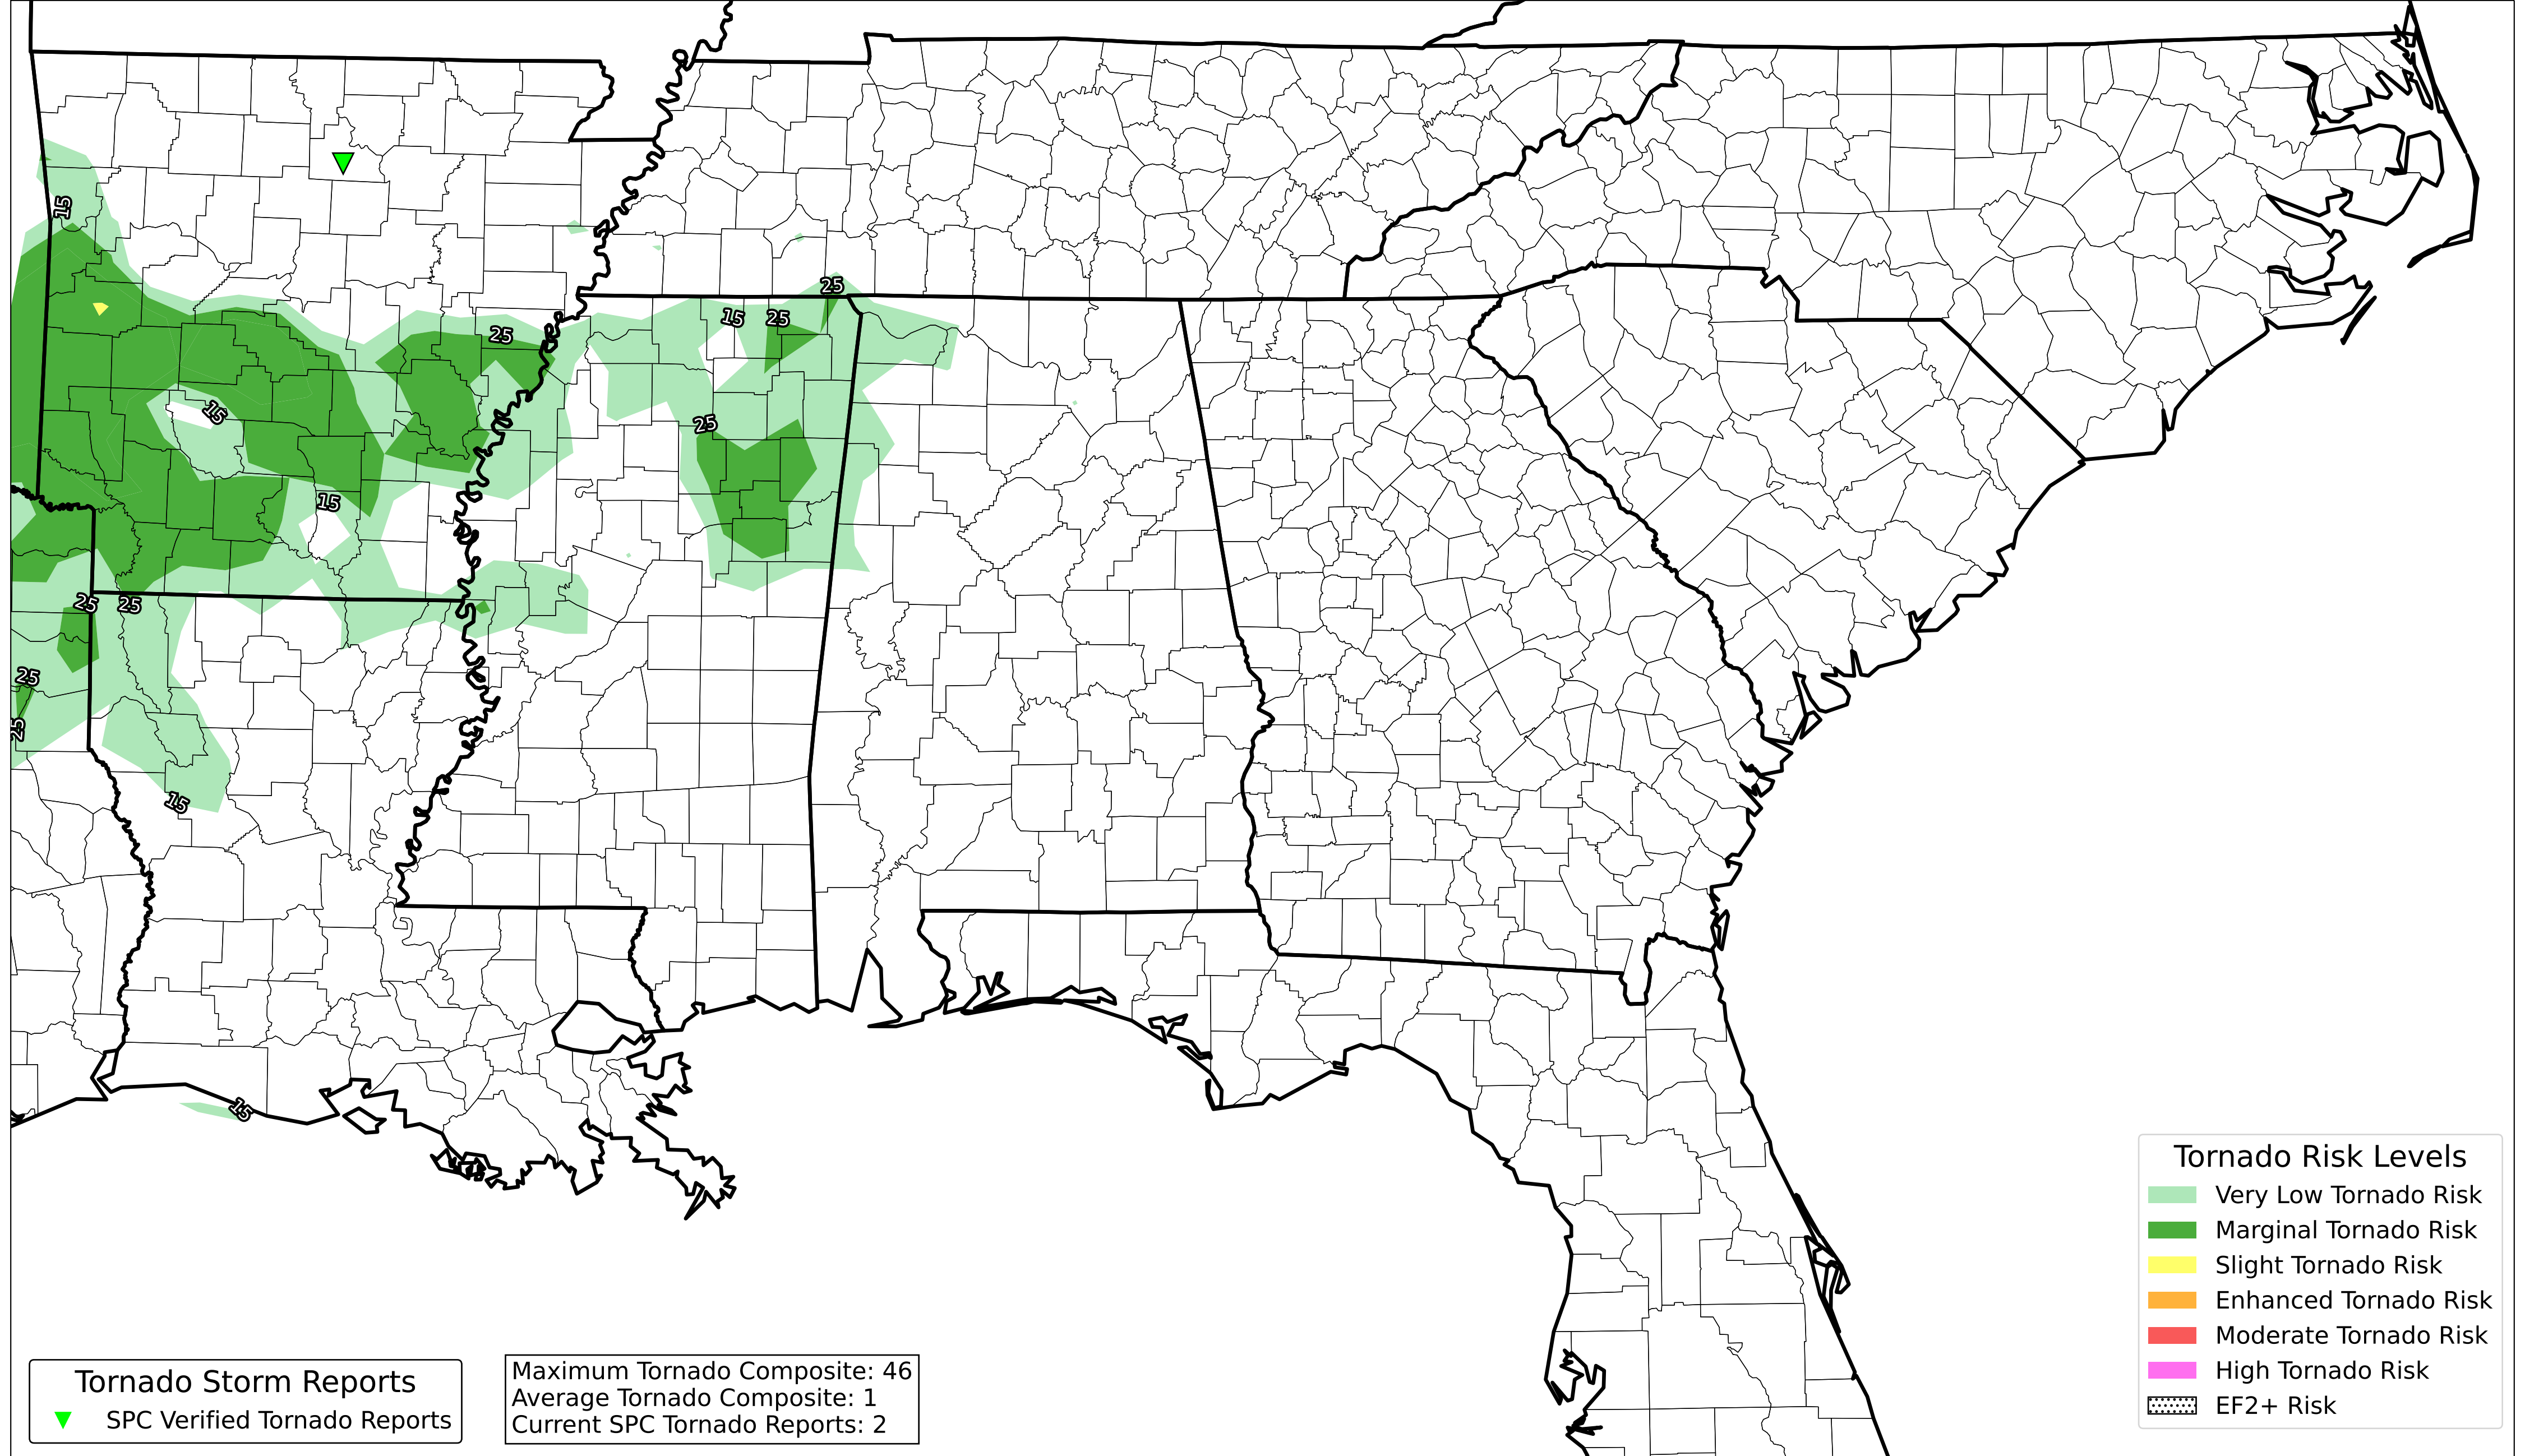 15
25
15
25
25
15
25
15
25
25
25
25
15
15
Tornado Risk Levels
Very Low Tornado Risk
Marginal Tornado Risk
Slight Tornado Risk
Enhanced Tornado Risk
Moderate Tornado Risk
High Tornado Risk
EF2+ Risk
Tornado Storm Reports
SPC Verified Tornado Reports
Maximum Tornado Composite: 46
Average Tornado Composite: 1
Current SPC Tornado Reports: 2